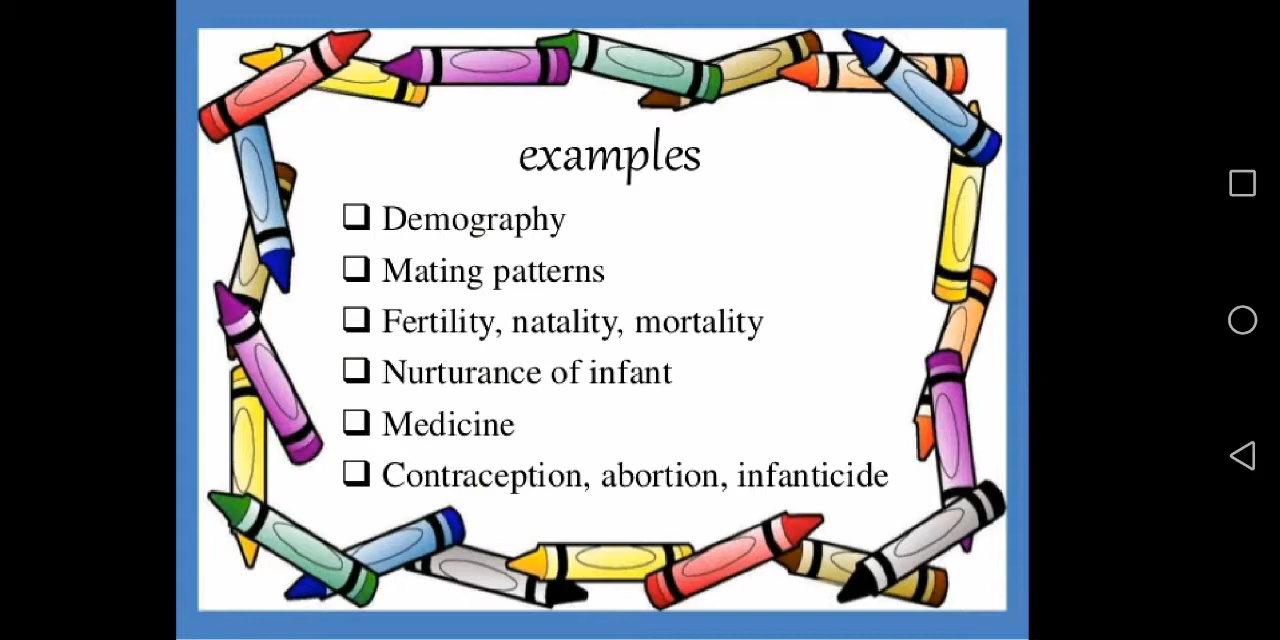 examples
❑ Demography
❑ Mating patterns
❑ Fertility, natality, mortality
❑ Nurturance of infant
❑ Medicine
❑ Contraception, abortion, infanticide